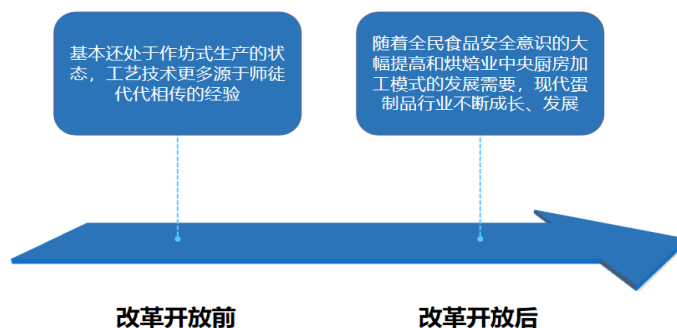 基本还处于作坊式生产的状
态，工艺技术更多源于师徒
代代相传的经验
随着全民食品安全意识的大
幅提高和烘焙业中央厨房加
工模式的发展需要，现代蛋
制品行业不断成长、发展
改革开放前
改革开放后